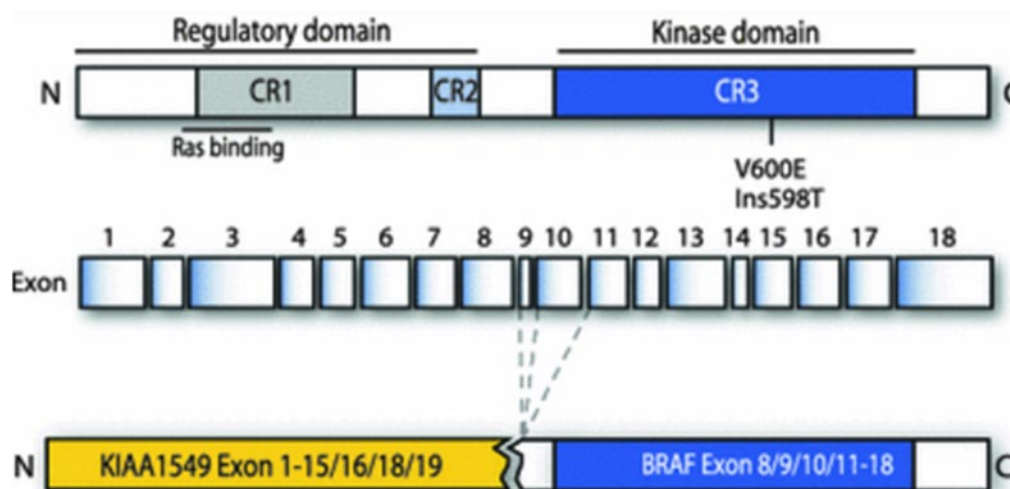 Regulatory domain Kinase domain
N CR1 CR2 CR3
Ras binding
V600E
Ins598T
1 2 3 4 5 6 7 8 9 10 11 12 13 14 15 16 17 18
Exon
N KIAA1549 Exon 1-15/16/18/19 BRAF Exon 8/9/10/11-18